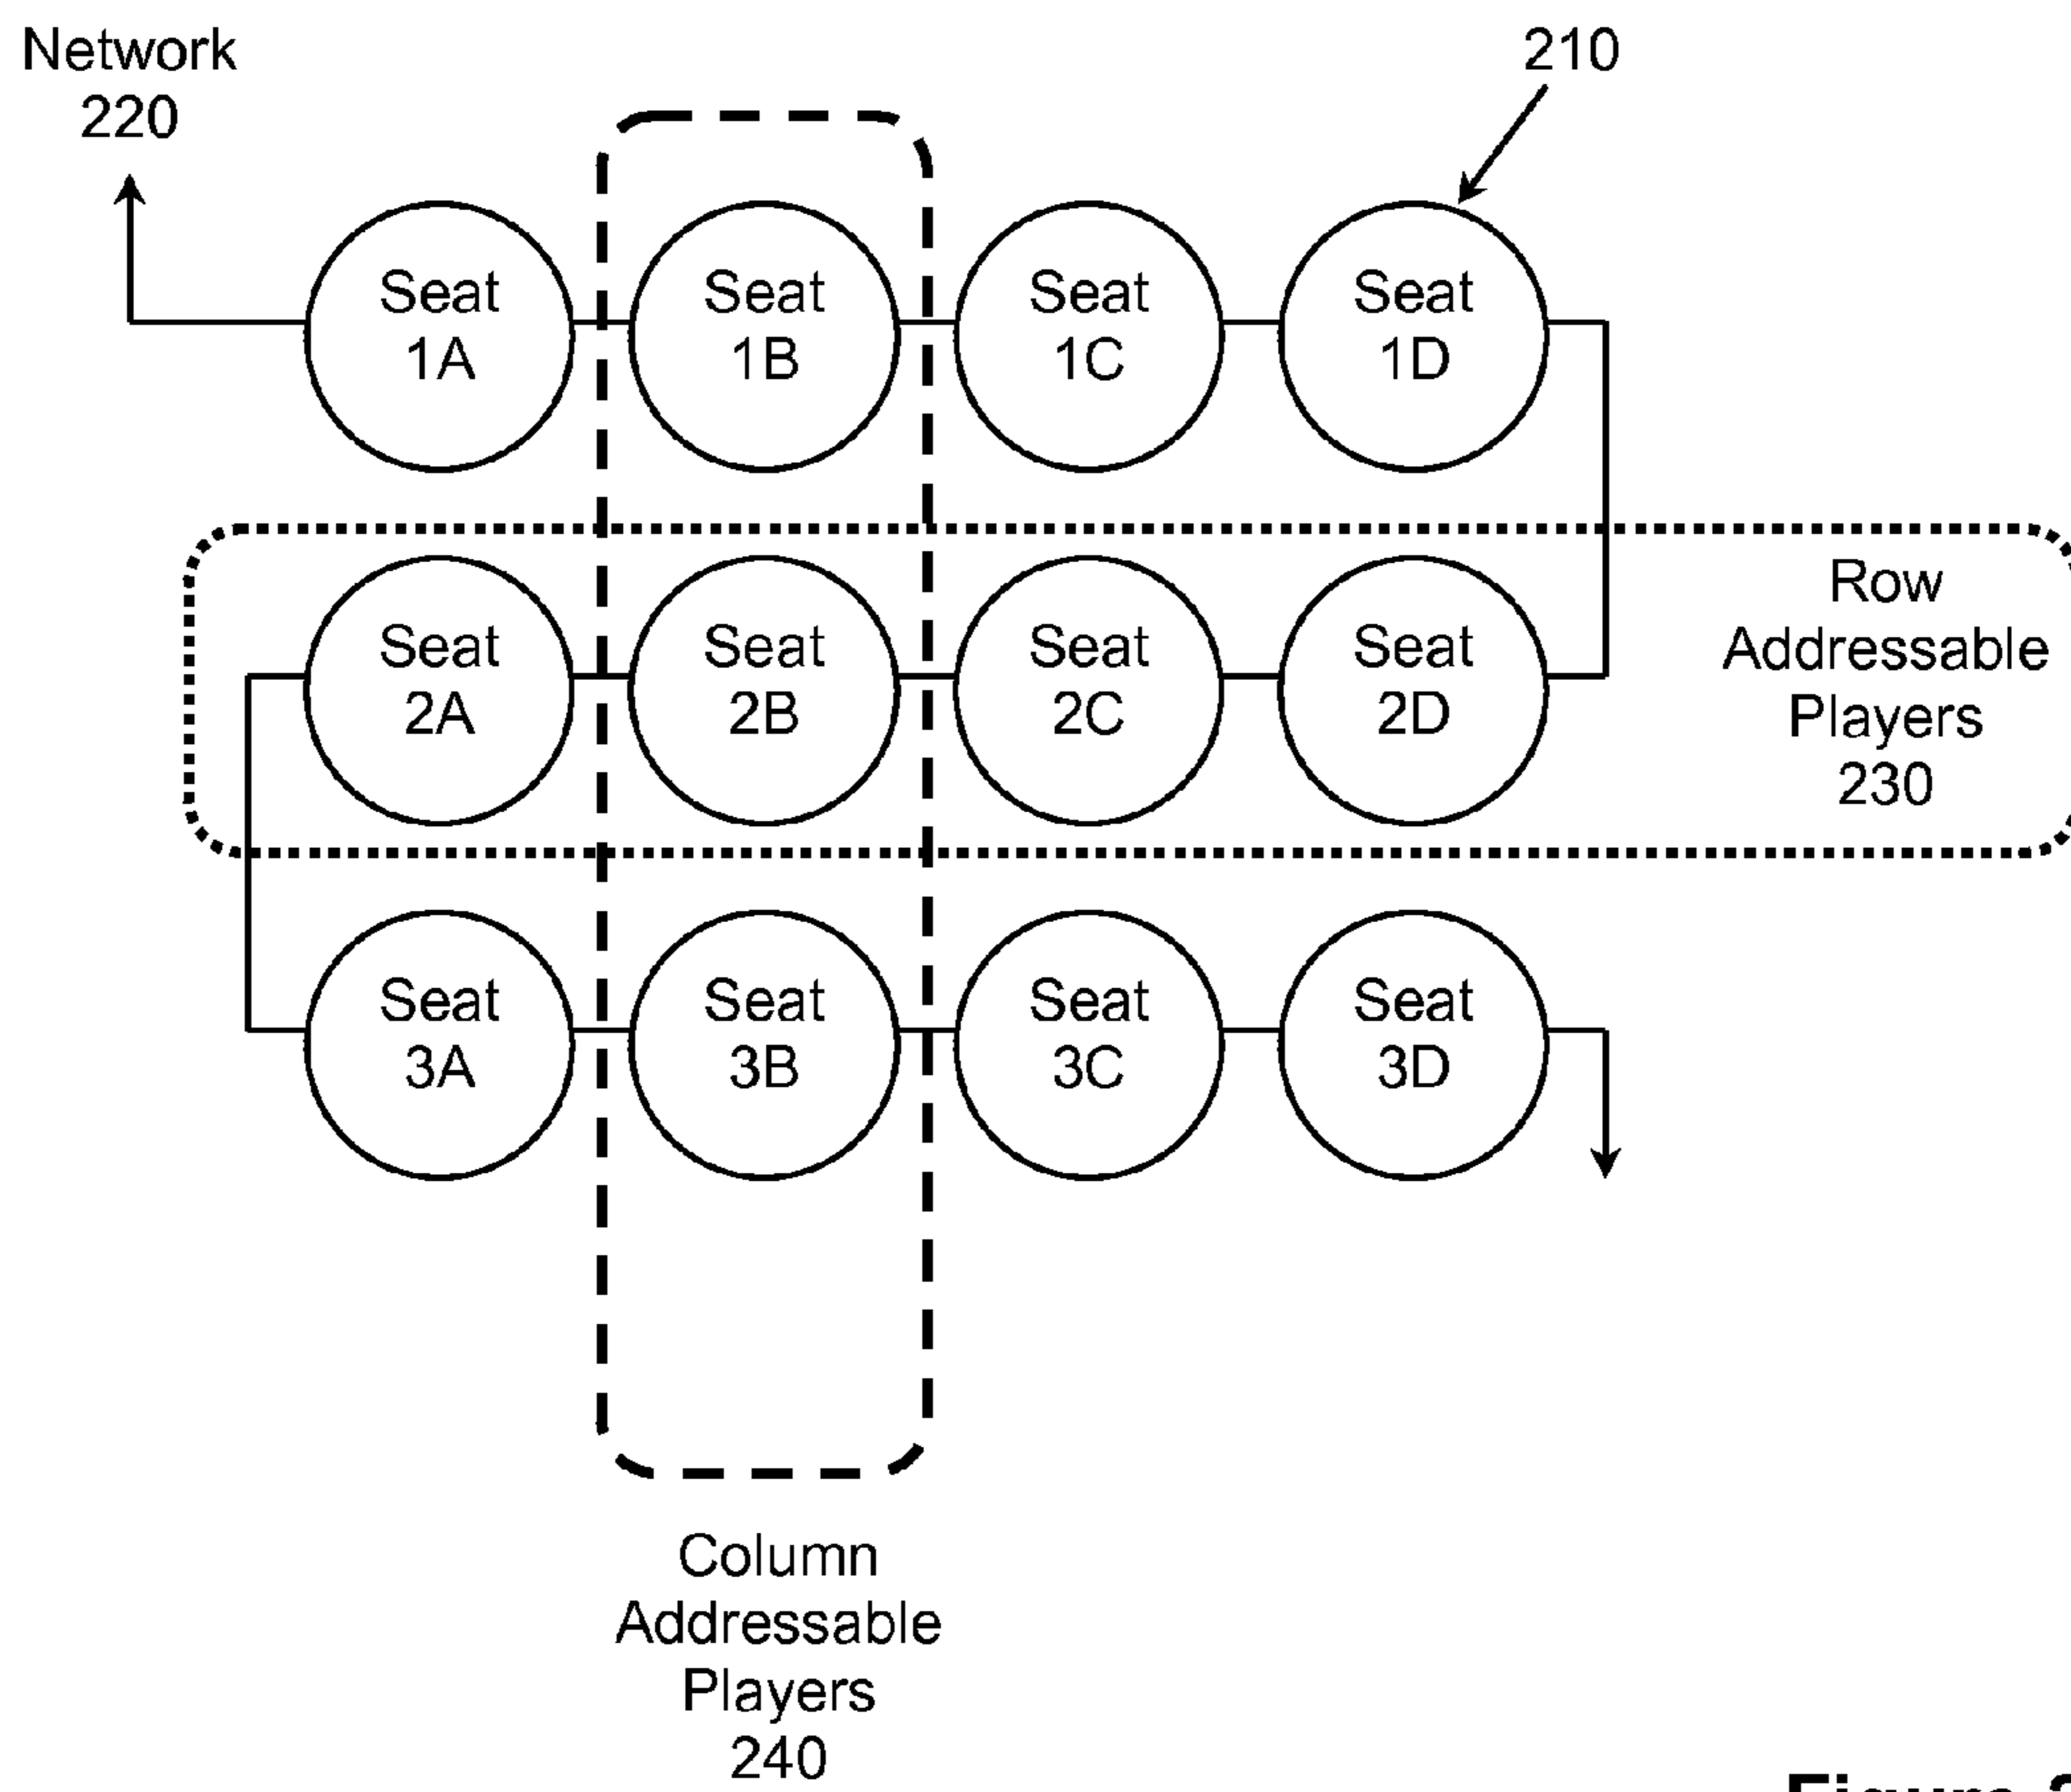 Network
220
210
Seat
1A
Seat
1B
Seat
1C
Seat
1D
Seat
2A
Seat
2B
Seat
2C
Seat
2D
Row
Addressable
Players
230
Seat
3A
Seat
3B
Seat
3C
Seat
3D
Column
Addressable
Players
240
Figure